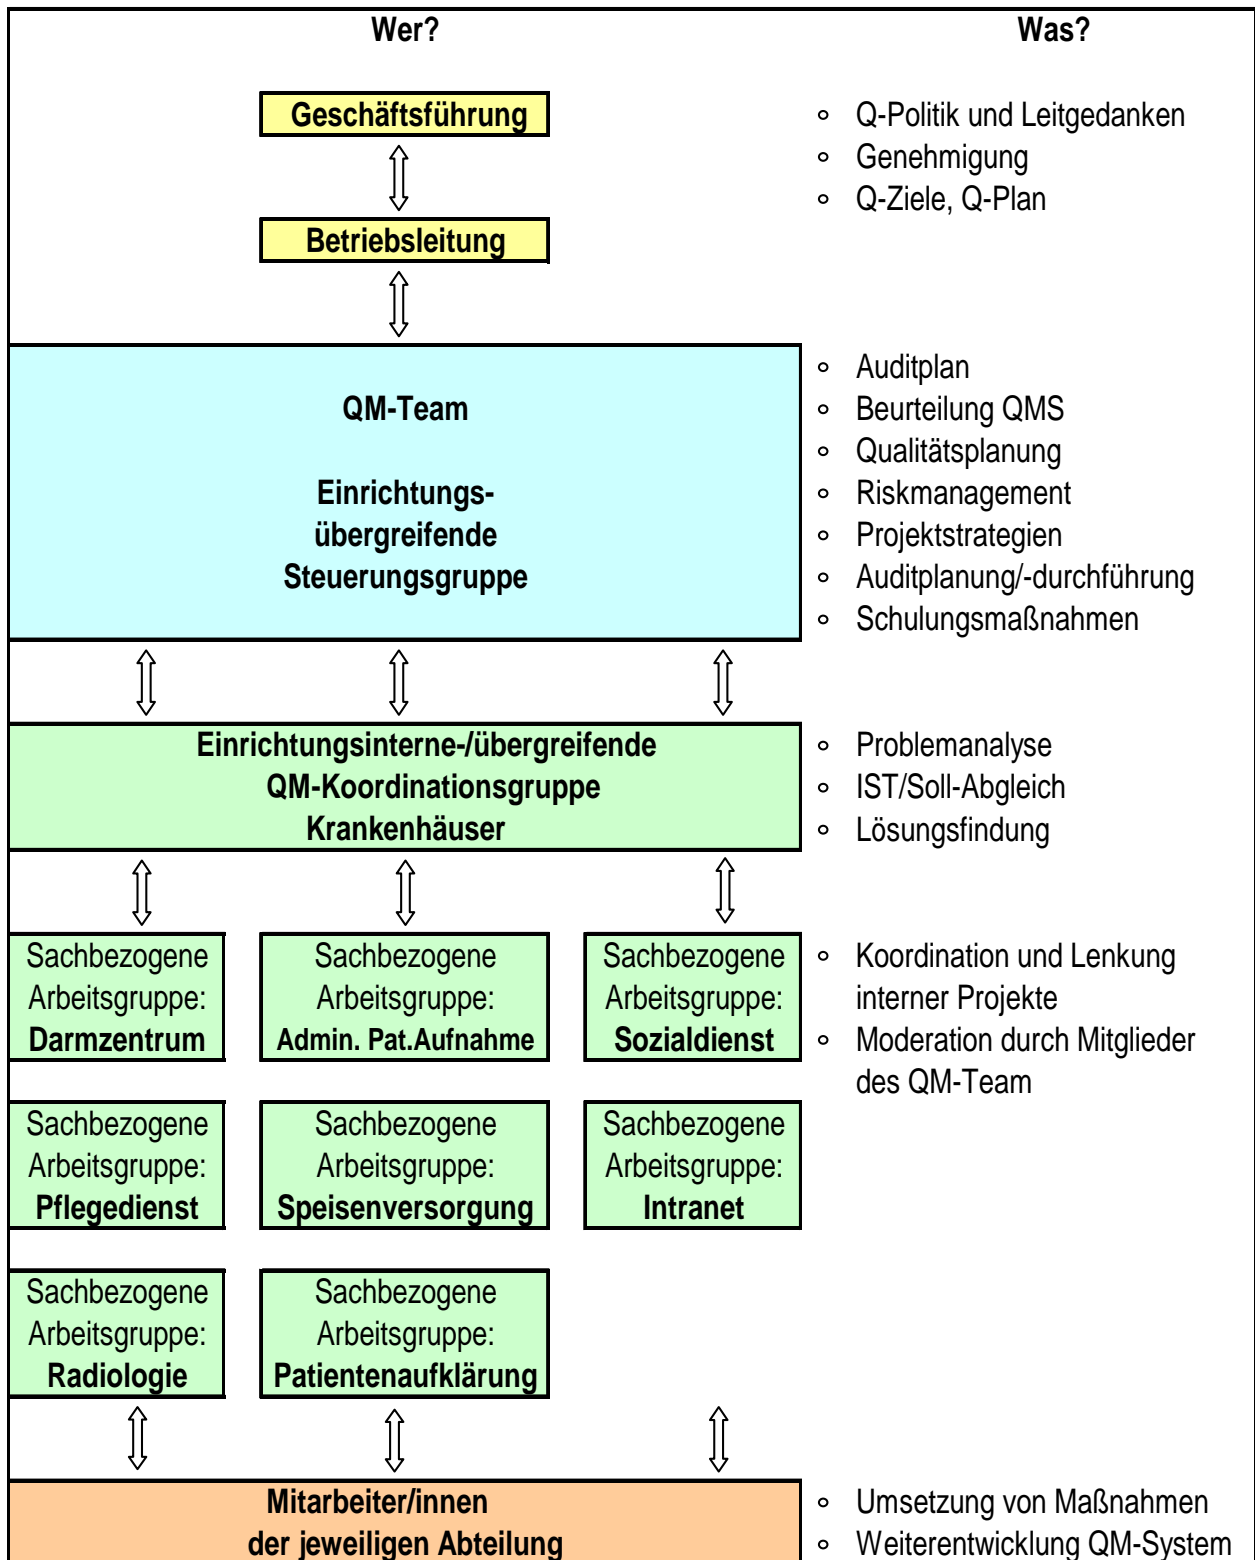 Wer?
Was?
Geschäftsführung
Betriebsleitung
° Q-Politik und Leitgedanken
° Genehmigung
° Q-Ziele, Q-Plan
QM-Team
Einrichtungs-
übergreifende
Steuerungsgruppe
° Auditplan
° Beurteilung QMS
° Qualitätsplanung
° Riskmanagement
° Projektstrategien
° Auditplanung/-durchführung
° Schulungsmaßnahmen
Einrichtungsinterne-/übergreifende
QM-Koordinationsgruppe
Krankenhäuser
° Problemanalyse
° IST/Soll-Abgleich
° Lösungsfindung
Sachbezogene
Arbeitsgruppe:
Darmzentrum
Sachbezogene
Arbeitsgruppe:
Admin. Pat.Aufnahme
Sachbezogene
Arbeitsgruppe:
Sozialdienst
° Koordination und Lenkung
interner Projekte
° Moderation durch Mitglieder
des QM-Team
Sachbezogene
Arbeitsgruppe:
Pflegedienst
Sachbezogene
Arbeitsgruppe:
Speisenversorgung
Sachbezogene
Arbeitsgruppe:
Intranet
Sachbezogene
Arbeitsgruppe:
Radiologie
Sachbezogene
Arbeitsgruppe:
Patientenaufklärung
Mitarbeiter/innen
der jeweiligen Abteilung
° Umsetzung von Maßnahmen
° Weiterentwicklung QM-System